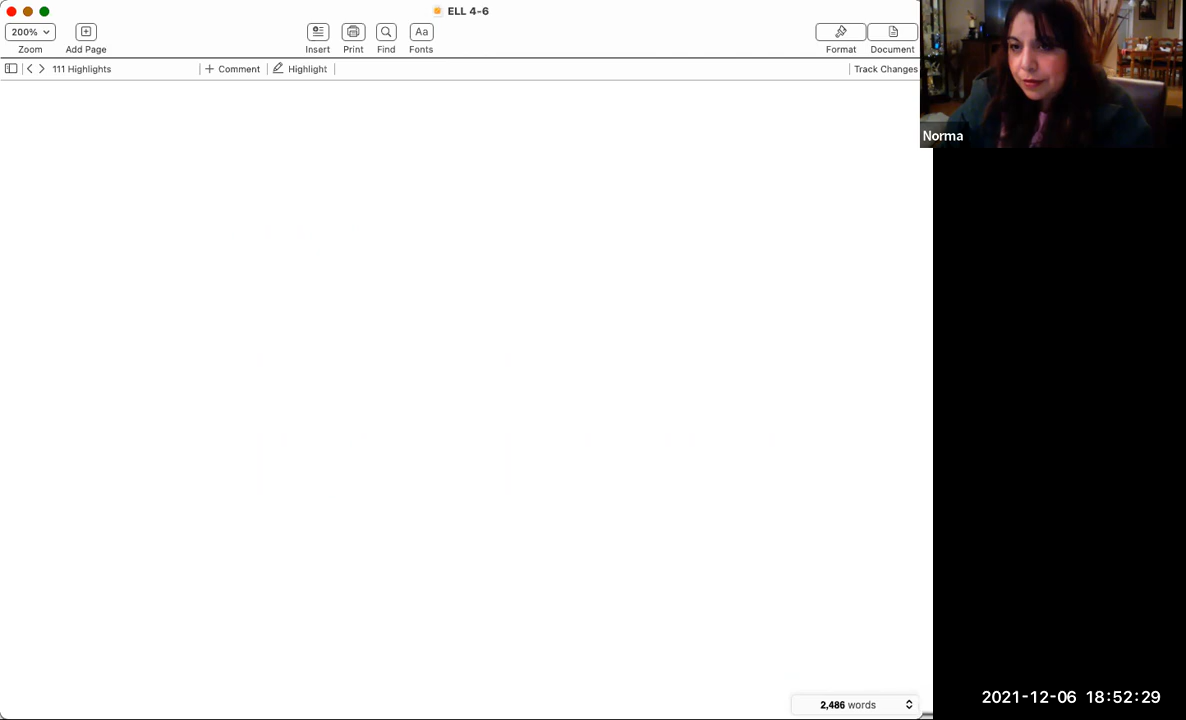 ELL 4-6
200%
Zoom
Add Page
Insert
Print
Aa
Find
Fonts
Format
Document
111 Highlights
Comment
Highlight
Track Changes
Norma
2,486 words
2021-12-06 18:52:29